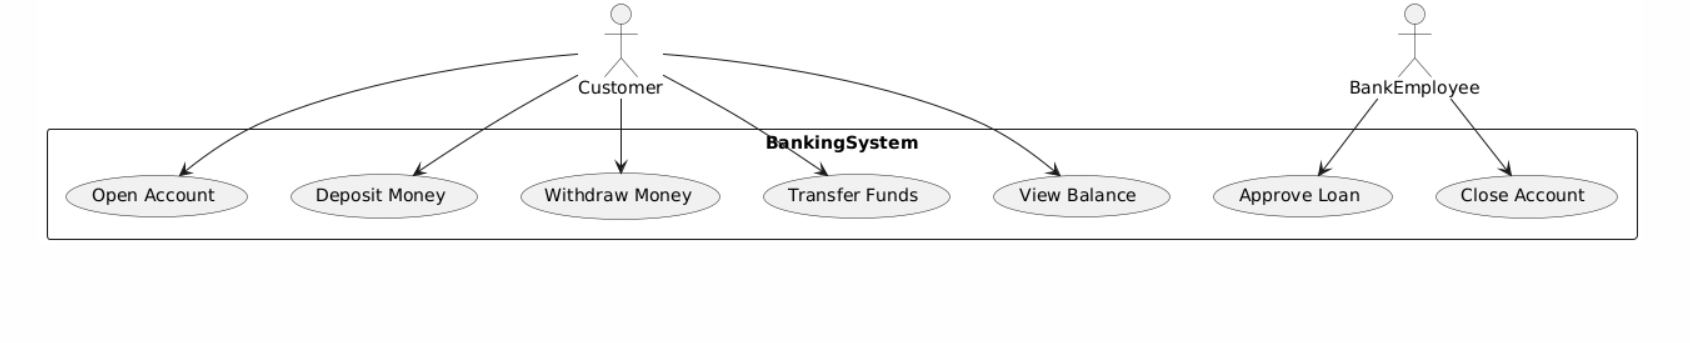 Customer
BankEmployee
BankingSystem
Open Account
Deposit Money
Withdraw Money
Transfer Funds
View Balance
Approve Loan
Close Account